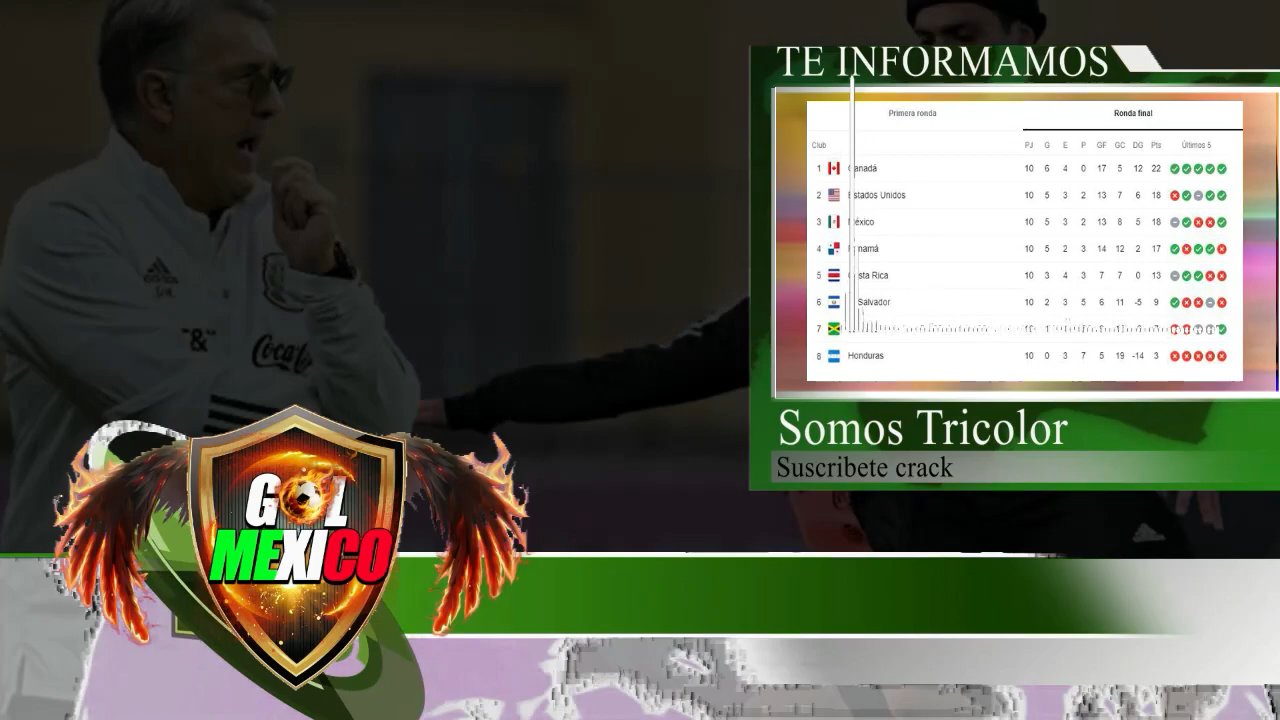 TE INFORMAMOS
Primera ronda Ronda final
Club PJ G E P GF GC DG Pts Últimos 5
1 Canadá 10 6 4 0 17 5 12 22
2 Estados Unidos 10 5 3 2 13 7 6 18
3 México 10 5 3 2 13 8 5 18
4 Panamá 10 5 2 3 14 12 2 17
5 Costa Rica 10 3 4 3 7 7 0 13
6 Salvador 10 2 3 5 6 11 -5 9
7
8 Honduras 10 0 3 7 5 19 -14 3
Somos Tricolor
Suscribete crack
adidas
"&"
Coca
GOL
MEXICO